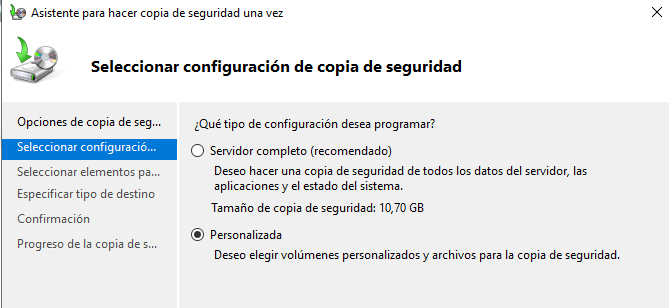 Asistente para hacer copia de seguridad una vez
Seleccionar configuración de copia de seguridad
Opciones de copia de seg...
Seleccionar configuració...
Seleccionar elementos pa...
Especificar tipo de destino
Confirmación
Progreso de la copia de s...
¿Qué tipo de configuración desea programar?
Servidor completo (recomendado)
Deseo hacer una copia de seguridad de todos los datos del servidor, las
aplicaciones y el estado del sistema.
Tamaño de copia de seguridad: 10,70 GB
Personalizada
Deseo elegir volúmenes personalizados y archivos para la copia de seguridad.